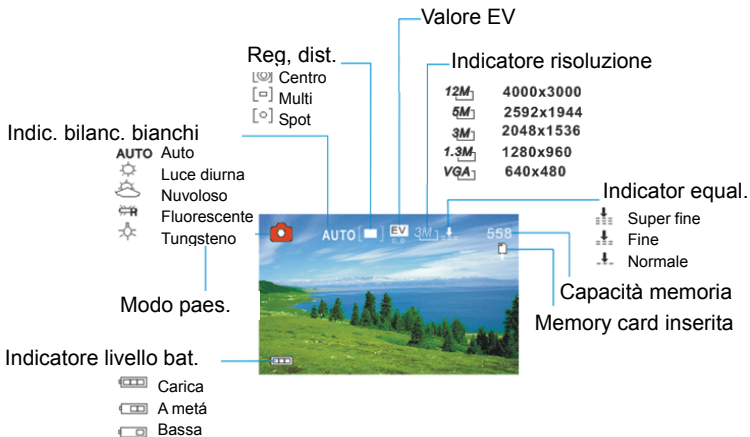 Valore EV
Reg, dist.
Centro
Multi
Spot
Indicatore risoluzione
12M 4000x3000
5M 2592x1944
3M 2048x1536
1.3M 1280x960
VGA 640x480
Indic. bilanc. bianchi
AUTO Auto
Luce diurna
Nuvoloso
Fluorescente
Tungsteno
Indicator equal.
Super fine
Fine
Normale
AUTO EV 3M 558
Modo paes.
Capacità memoria
Memory card inserita
Indicatore livello bat.
Carica
A metá
Bassa